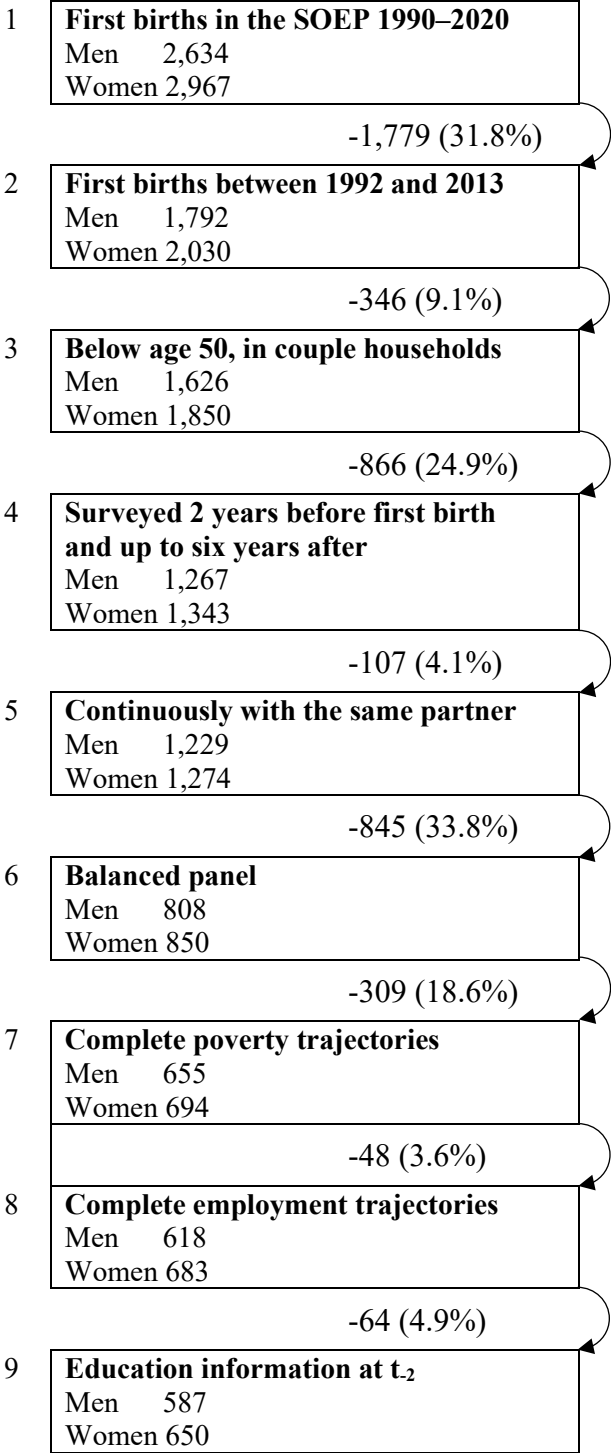 1 First births in the SOEP 1990–2020
Men 2,634
Women 2,967
-1,779 (31.8%)
2 First births between 1992 and 2013
Men 1,792
Women 2,030
-346 (9.1%)
3 Below age 50, in couple households
Men 1,626
Women 1,850
-866 (24.9%)
4 Surveyed 2 years before first birth
and up to six years after
Men 1,267
Women 1,343
-107 (4.1%)
5 Continuously with the same partner
Men 1,229
Women 1,274
-845 (33.8%)
6 Balanced panel
Men 808
Women 850
-309 (18.6%)
7 Complete poverty trajectories
Men 655
Women 694
-48 (3.6%)
8 Complete employment trajectories
Men 618
Women 683
-64 (4.9%)
9 Education information at t-2
Men 587
Women 650